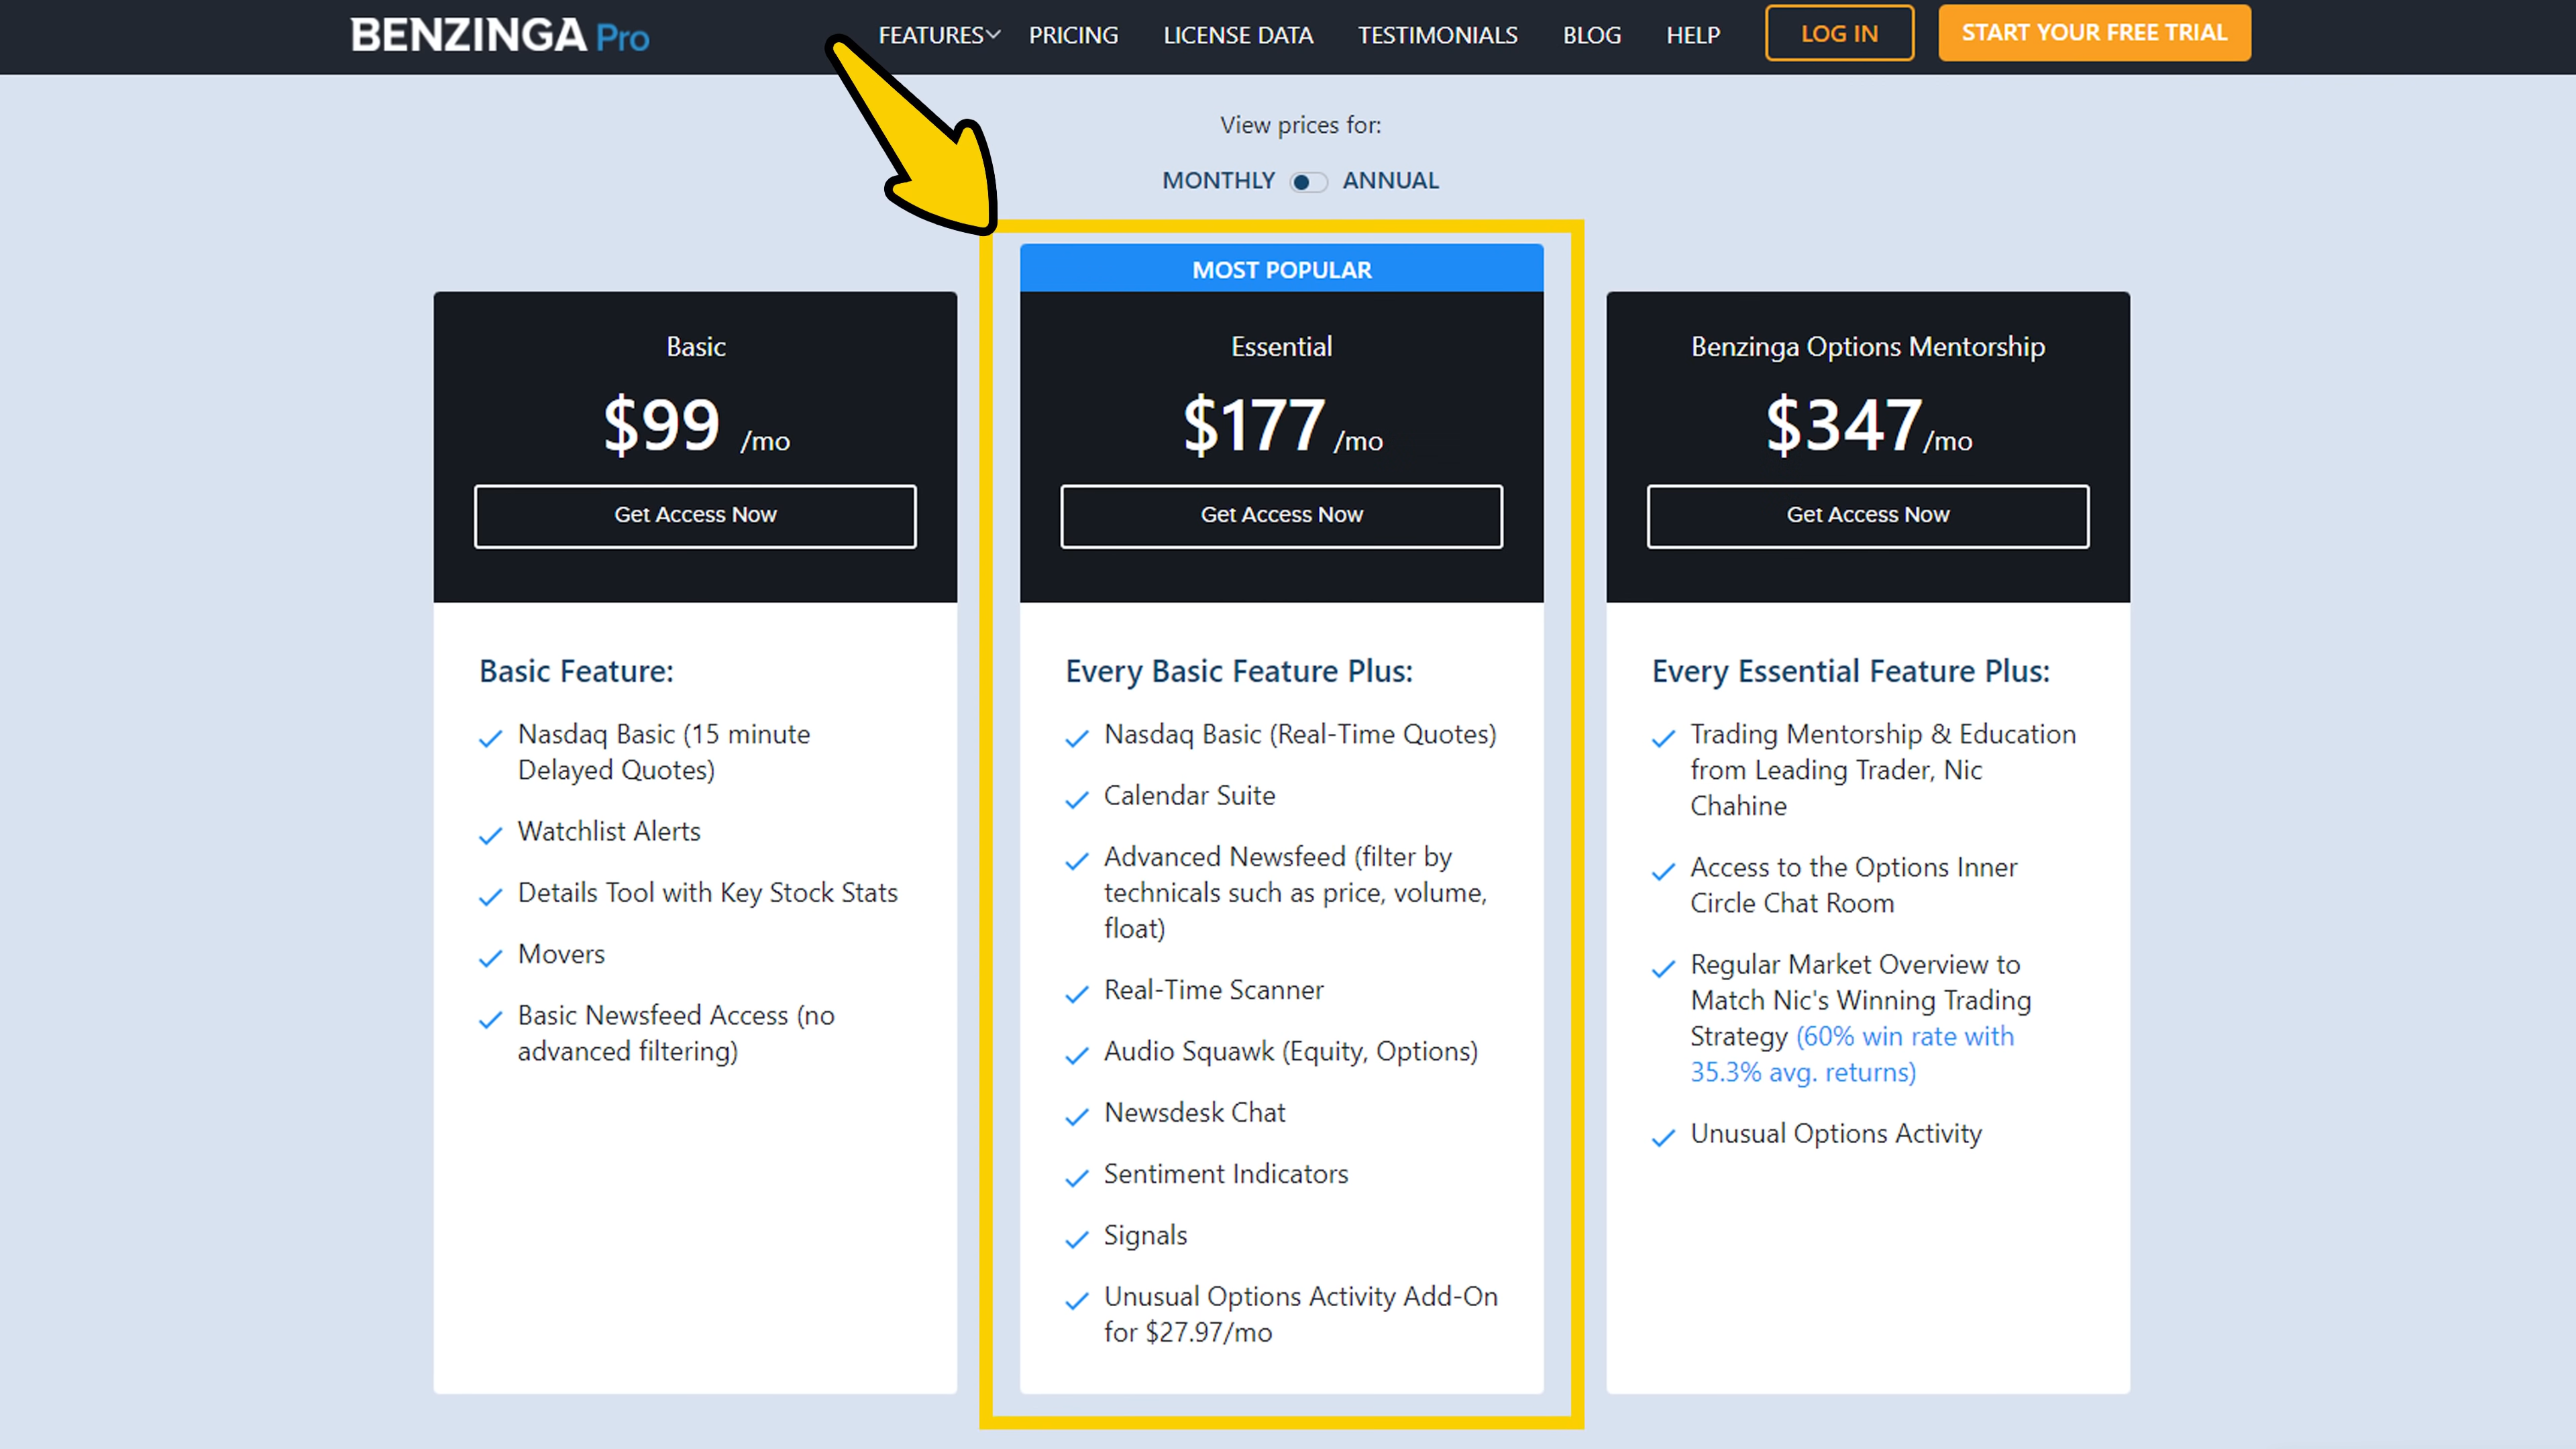 BENZINGA Pro
FEATURES PRICING LICENSE DATA TESTIMONIALS BLOG HELP LOG IN START YOUR FREE TRIAL
View prices for:
MONTHLY ANNUAL
Basic
$99 /mo
Get Access Now
Basic Feature:
Nasdaq Basic (15 minute
Delayed Quotes)
Watchlist Alerts
Details Tool with Key Stock Stats
Movers
Basic Newsfeed Access (no
advanced filtering)
MOST POPULAR
Essential
$177 /mo
Get Access Now
Every Basic Feature Plus:
Nasdaq Basic (Real-Time Quotes)
Calendar Suite
Advanced Newsfeed (filter by
technicals such as price, volume,
float)
Real-Time Scanner
Audio Squawk (Equity, Options)
Newsdesk Chat
Sentiment Indicators
Signals
Unusual Options Activity Add-On
for $27.97/mo
Benzinga Options Mentorship
$347/mo
Get Access Now
Every Essential Feature Plus:
Trading Mentorship & Education
from Leading Trader, Nic
Chahine
Access to the Options Inner
Circle Chat Room
Regular Market Overview to
Match Nic's Winning Trading
Strategy (60% win rate with
35.3% avg. returns)
Unusual Options Activity